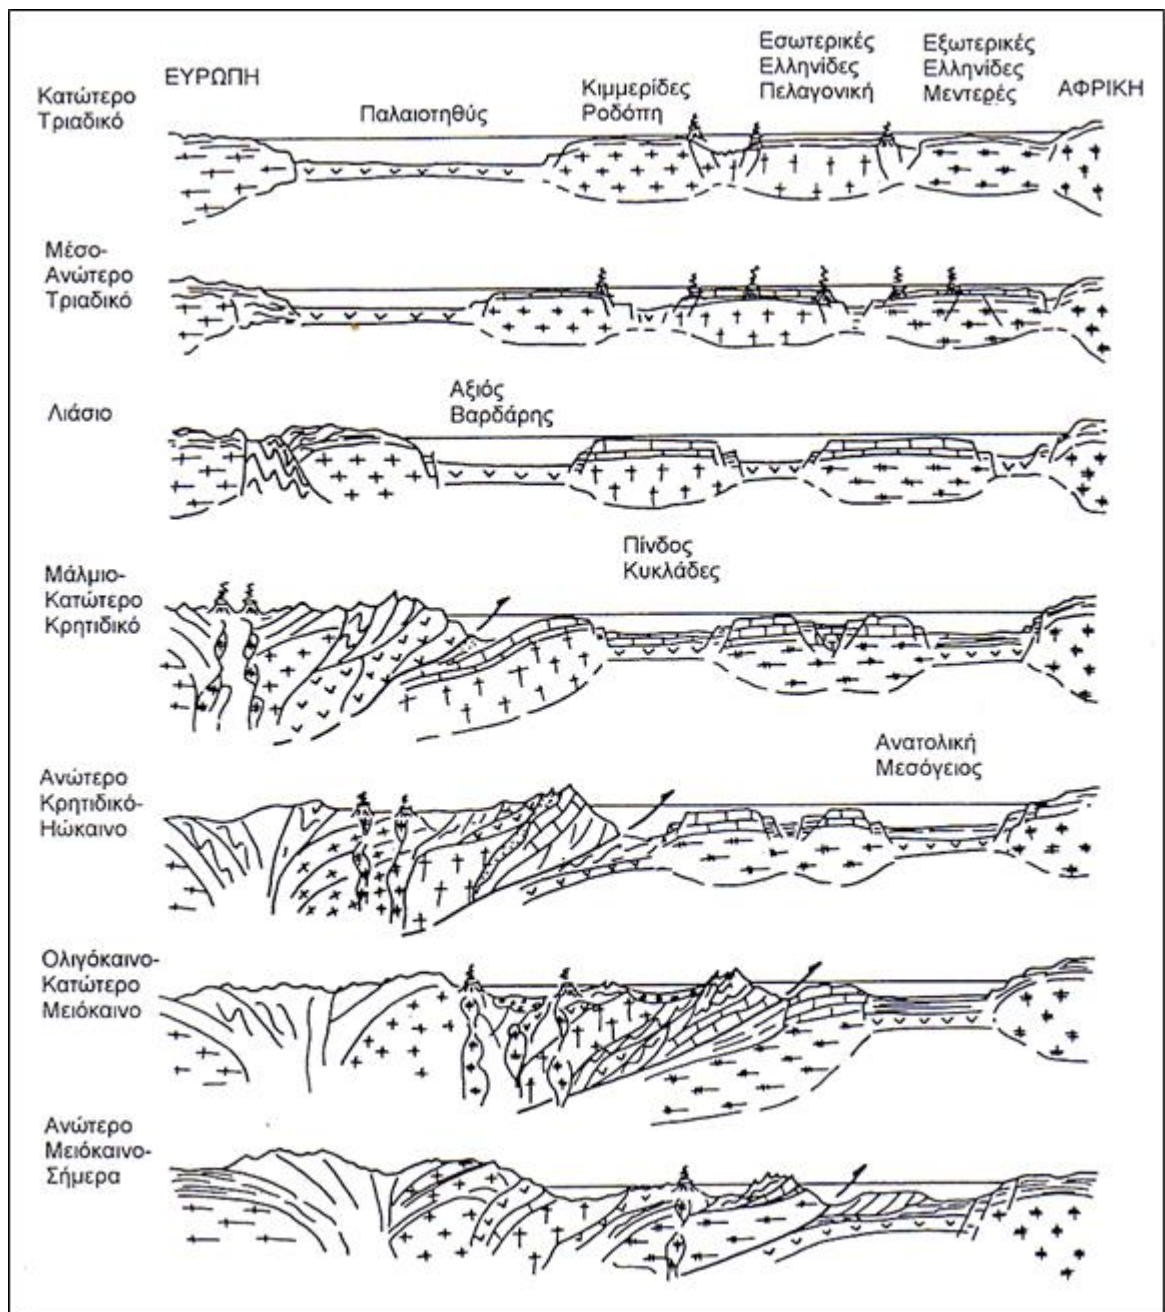 ΕΥΡΩΠΗ
Κατώτερο
Τριαδικό
Παλαιοτηθύς
Κιμμερίδες
Ροδόπη
Εσωτερικές
Ελληνίδες
Πελαγονική
Εξωτερικές
Ελληνίδες
Μεντερές
ΑΦΡΙΚΗ
Μέσο-
Ανώτερο
Τριαδικό
Λιάσιο
Αξιός
Βαρδάρης
Μάλμιο-
Κατώτερο
Κρητιδικό
Πίνδος
Κυκλάδες
Ανώτερο
Κρητιδικό-
Ηώκαινο
Ανατολική
Μεσόγειος
Ολιγόκαινο-
Κατώτερο
Μειόκαινο
Ανώτερο
Μειόκαινο-
Σήμερα